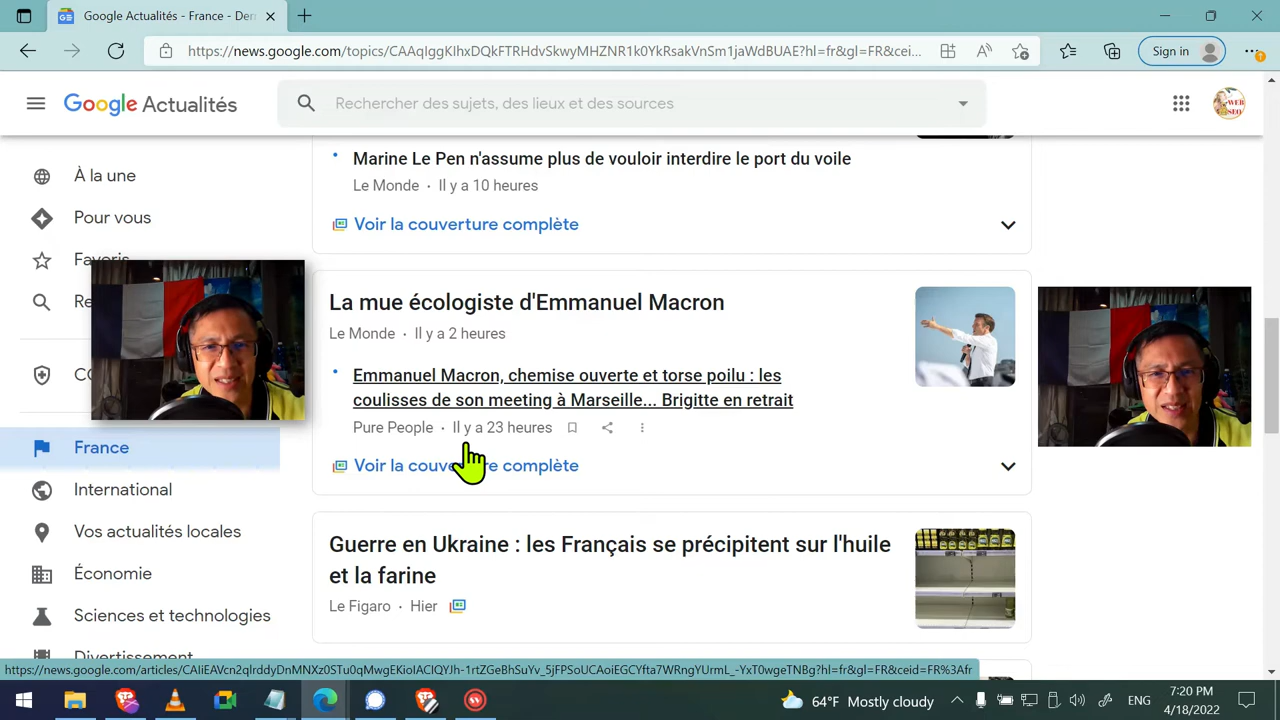 Google Actualités - France - Der
https://news.google.com/topics/CAAqIggKIhxDQkFTRHdvSkwyMHZNR1k0YkRsakVnSm1jaWdBUAE?hl=fr&gl=FR&cei...
Sign in
Google Actualités
Rechercher des sujets, des lieux et des sources
WEB
SEO
À la une
Pour vous
Favoris
Re
CO
France
International
Vos actualités locales
Économie
Sciences et technologies
Divertissement
Marine Le Pen n'assume plus de vouloir interdire le port du voile
Le Monde · Il y a 10 heures
Voir la couverture complète
La mue écologiste d'Emmanuel Macron
Le Monde · Il y a 2 heures
Emmanuel Macron, chemise ouverte et torse poilu : les
coulisses de son meeting à Marseille... Brigitte en retrait
Pure People · Il y a 23 heures
Voir la couverture complète
Guerre en Ukraine : les Français se précipitent sur l'huile
et la farine
Le Figaro · Hier
64°F Mostly cloudy
ENG
7:20 PM
4/18/2022